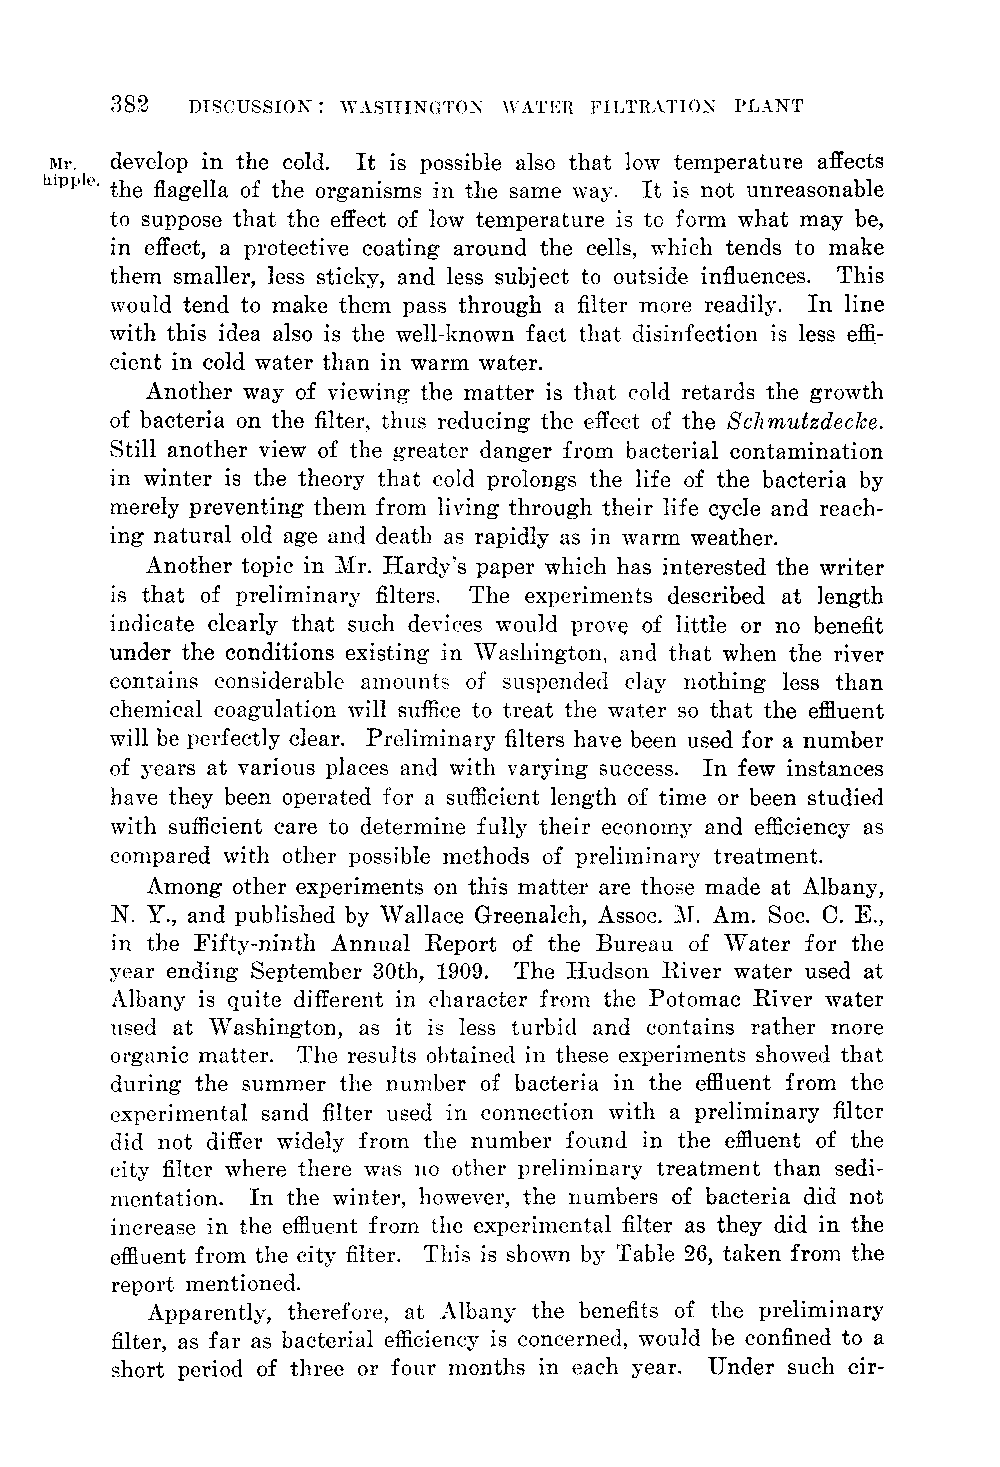 382 DISCUSSION: WASHINGTON WATER FILTRATION PLANT
Mr. develop in the cold. It is possible also that low temperature affects
hipple. the flagella of the organisms in the same way. It is not unreasonable
to suppose that the effect of low temperature is to form what may be,
in effect, a protective coating around the cells, which tends to make
them smaller, less sticky, and less subject to outside influences. This
would tend to make them pass through a filter more readily. In line
with this idea also is the well-known fact that disinfection is less effi-
cient in cold water than in warm water.
Another way of viewing the matter is that cold retards the growth
of bacteria on the filter, thus reducing the effect of the Schmutzdecke.
Still another view of the greater danger from bacterial contamination
in winter is the theory that cold prolongs the life of the bacteria by
merely preventing them from living through their life cycle and reach-
ing natural old age and death as rapidly as in warm weather.
Another topic in Mr. Hardy's paper which has interested the writer
is that of preliminary filters. The experiments described at length
indicate clearly that such devices would prove of little or no benefit
under the conditions existing in Washington, and that when the river
contains considerable amounts of suspended clay nothing less than
chemical coagulation will suffice to treat the water so that the effluent
will be perfectly clear. Preliminary filters have been used for a number
of years at various places and with varying success. In few instances
have they been operated for a sufficient length of time or been studied
with sufficient care to determine fully their economy and efficiency as
compared with other possible methods of preliminary treatment.
Among other experiments on this matter are those made at Albany,
N. Y., and published by Wallace Greenalch, Assoc. M. Am. Soc. C. E.,
in the Fifty-ninth Annual Report of the Bureau of Water for the
year ending September 30th, 1909. The Hudson River water used at
Albany is quite different in character from the Potomac River water
used at Washington, as it is less turbid and contains rather more
organic matter. The results obtained in these experiments showed that
during the summer the number of bacteria in the effluent from the
experimental sand filter used in connection with a preliminary filter
did not differ widely from the number found in the effluent of the
city filter where there was no other preliminary treatment than sedi-
mentation. In the winter, however, the numbers of bacteria did not
increase in the effluent from the experimental filter as they did in the
effluent from the city filter. This is shown by Table 26, taken from the
report mentioned.
Apparently, therefore, at Albany the benefits of the preliminary
filter, as far as bacterial efficiency is concerned, would be confined to a
short period of three or four months in each year. Under such cir-